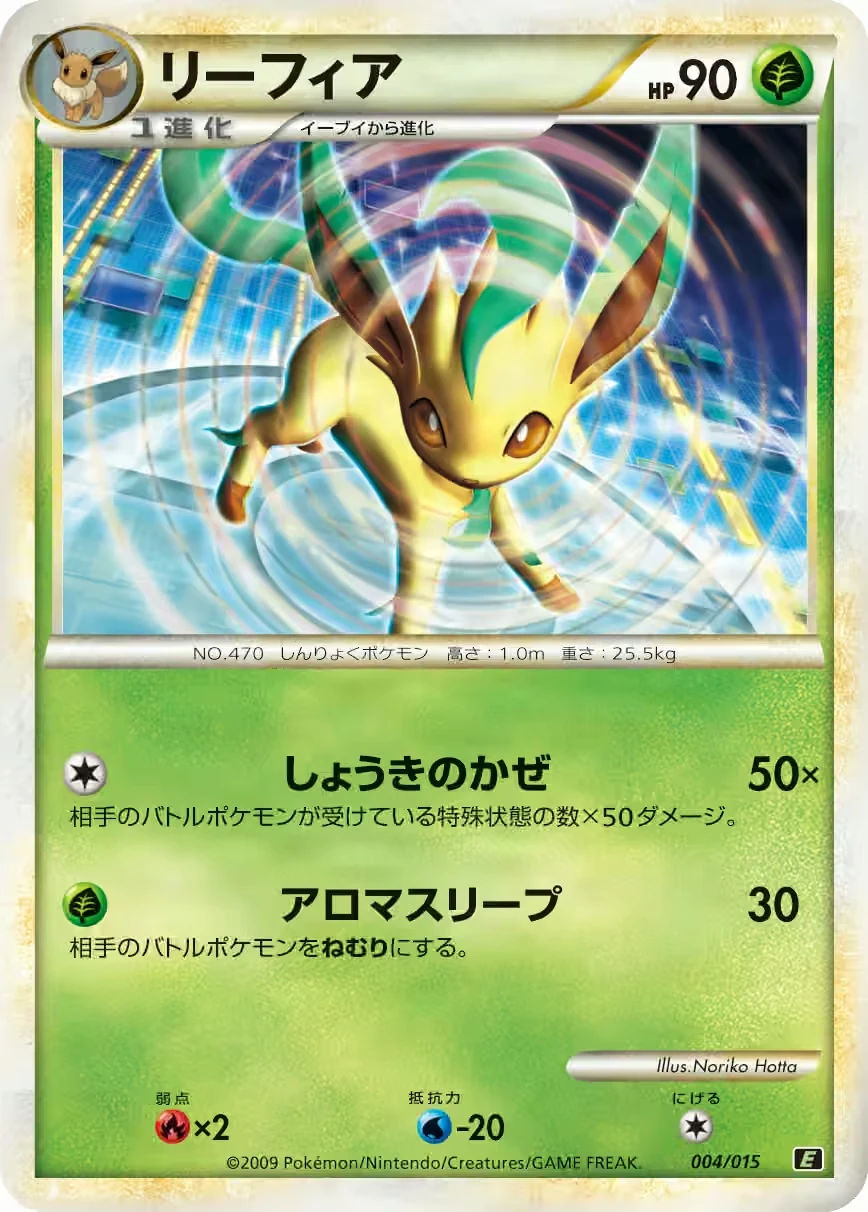 リーフィア
HP90
1進化
イーブイから進化
NO.470 しんりょくポケモン 高さ：1.0m 重さ：25.5kg
しょうきのかぜ 50×
相手のバトルポケモンが受けている特殊状態の数×50ダメージ。
アロマスリープ 30
相手のバトルポケモンをねむりにする。
Illus.Noriko Hotta
弱点 抵抗力 にげる
×2 -20
©2009 Pokémon/Nintendo/Creatures/GAME FREAK. 004/015 E